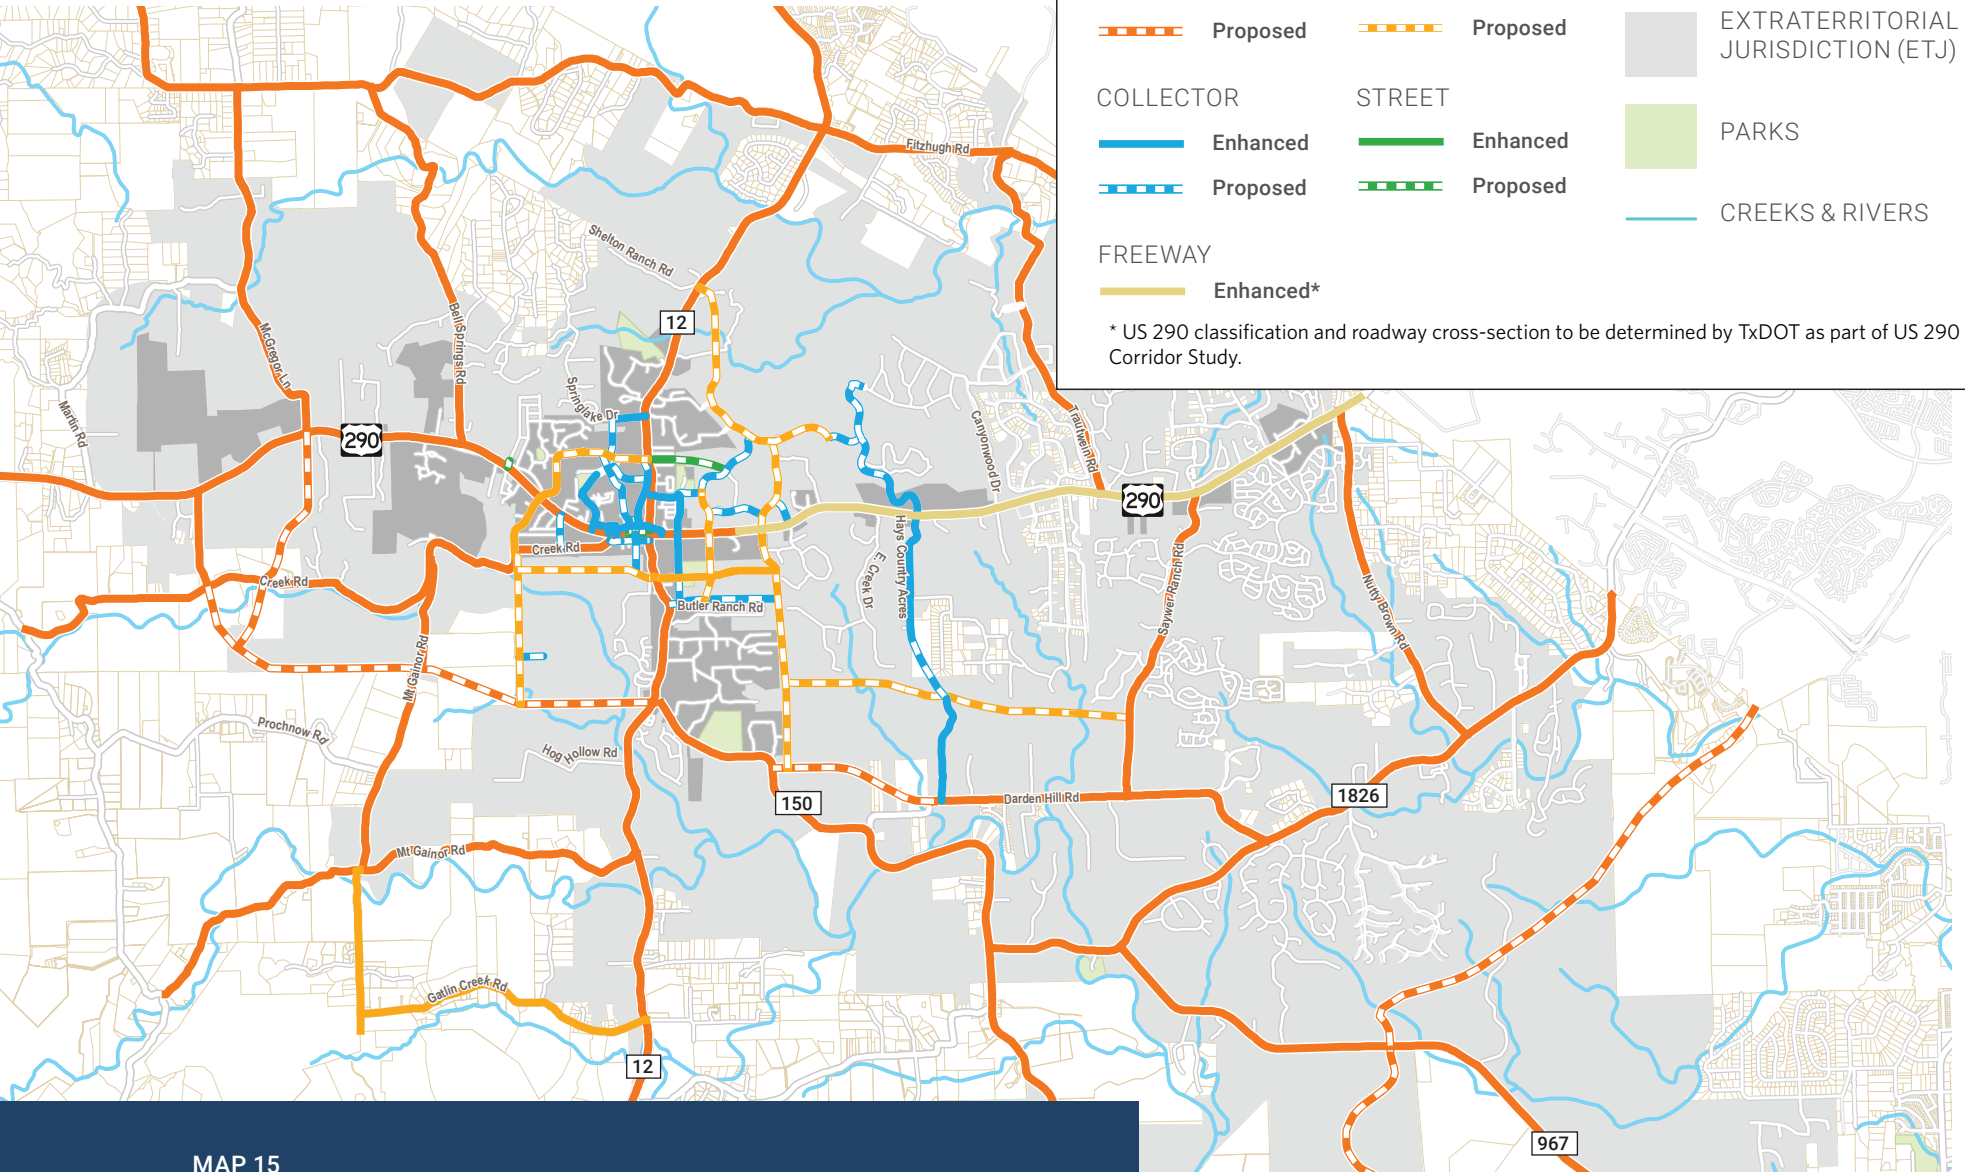 Proposed
Proposed
EXTRATERRITORIAL
JURISDICTION (ETJ)
COLLECTOR
STREET
Enhanced
Enhanced
PARKS
Proposed
Proposed
CREEKS & RIVERS
FREEWAY
Enhanced*
* US 290 classification and roadway cross-section to be determined by TxDOT as part of US 290
Corridor Study.
Fitzhugh Rd
Shelton Ranch Rd
12
Bell Springs Rd
McGregor Ln
Martin Rd
Springlake Dr
290
Canyonwood Dr
Trautwein Rd
290
Creek Rd
Creek Rd
Hays Country Acres
E. Creek Dr
Butler Ranch Rd
Saywer Ranch Rd
Nutty Brown Rd
Mt Gainor Rd
Prochnow Rd
Hog Hollow Rd
150
Darden Hill Rd
1826
Mt Gainor Rd
Gatlin Creek Rd
12
967
MAP 15